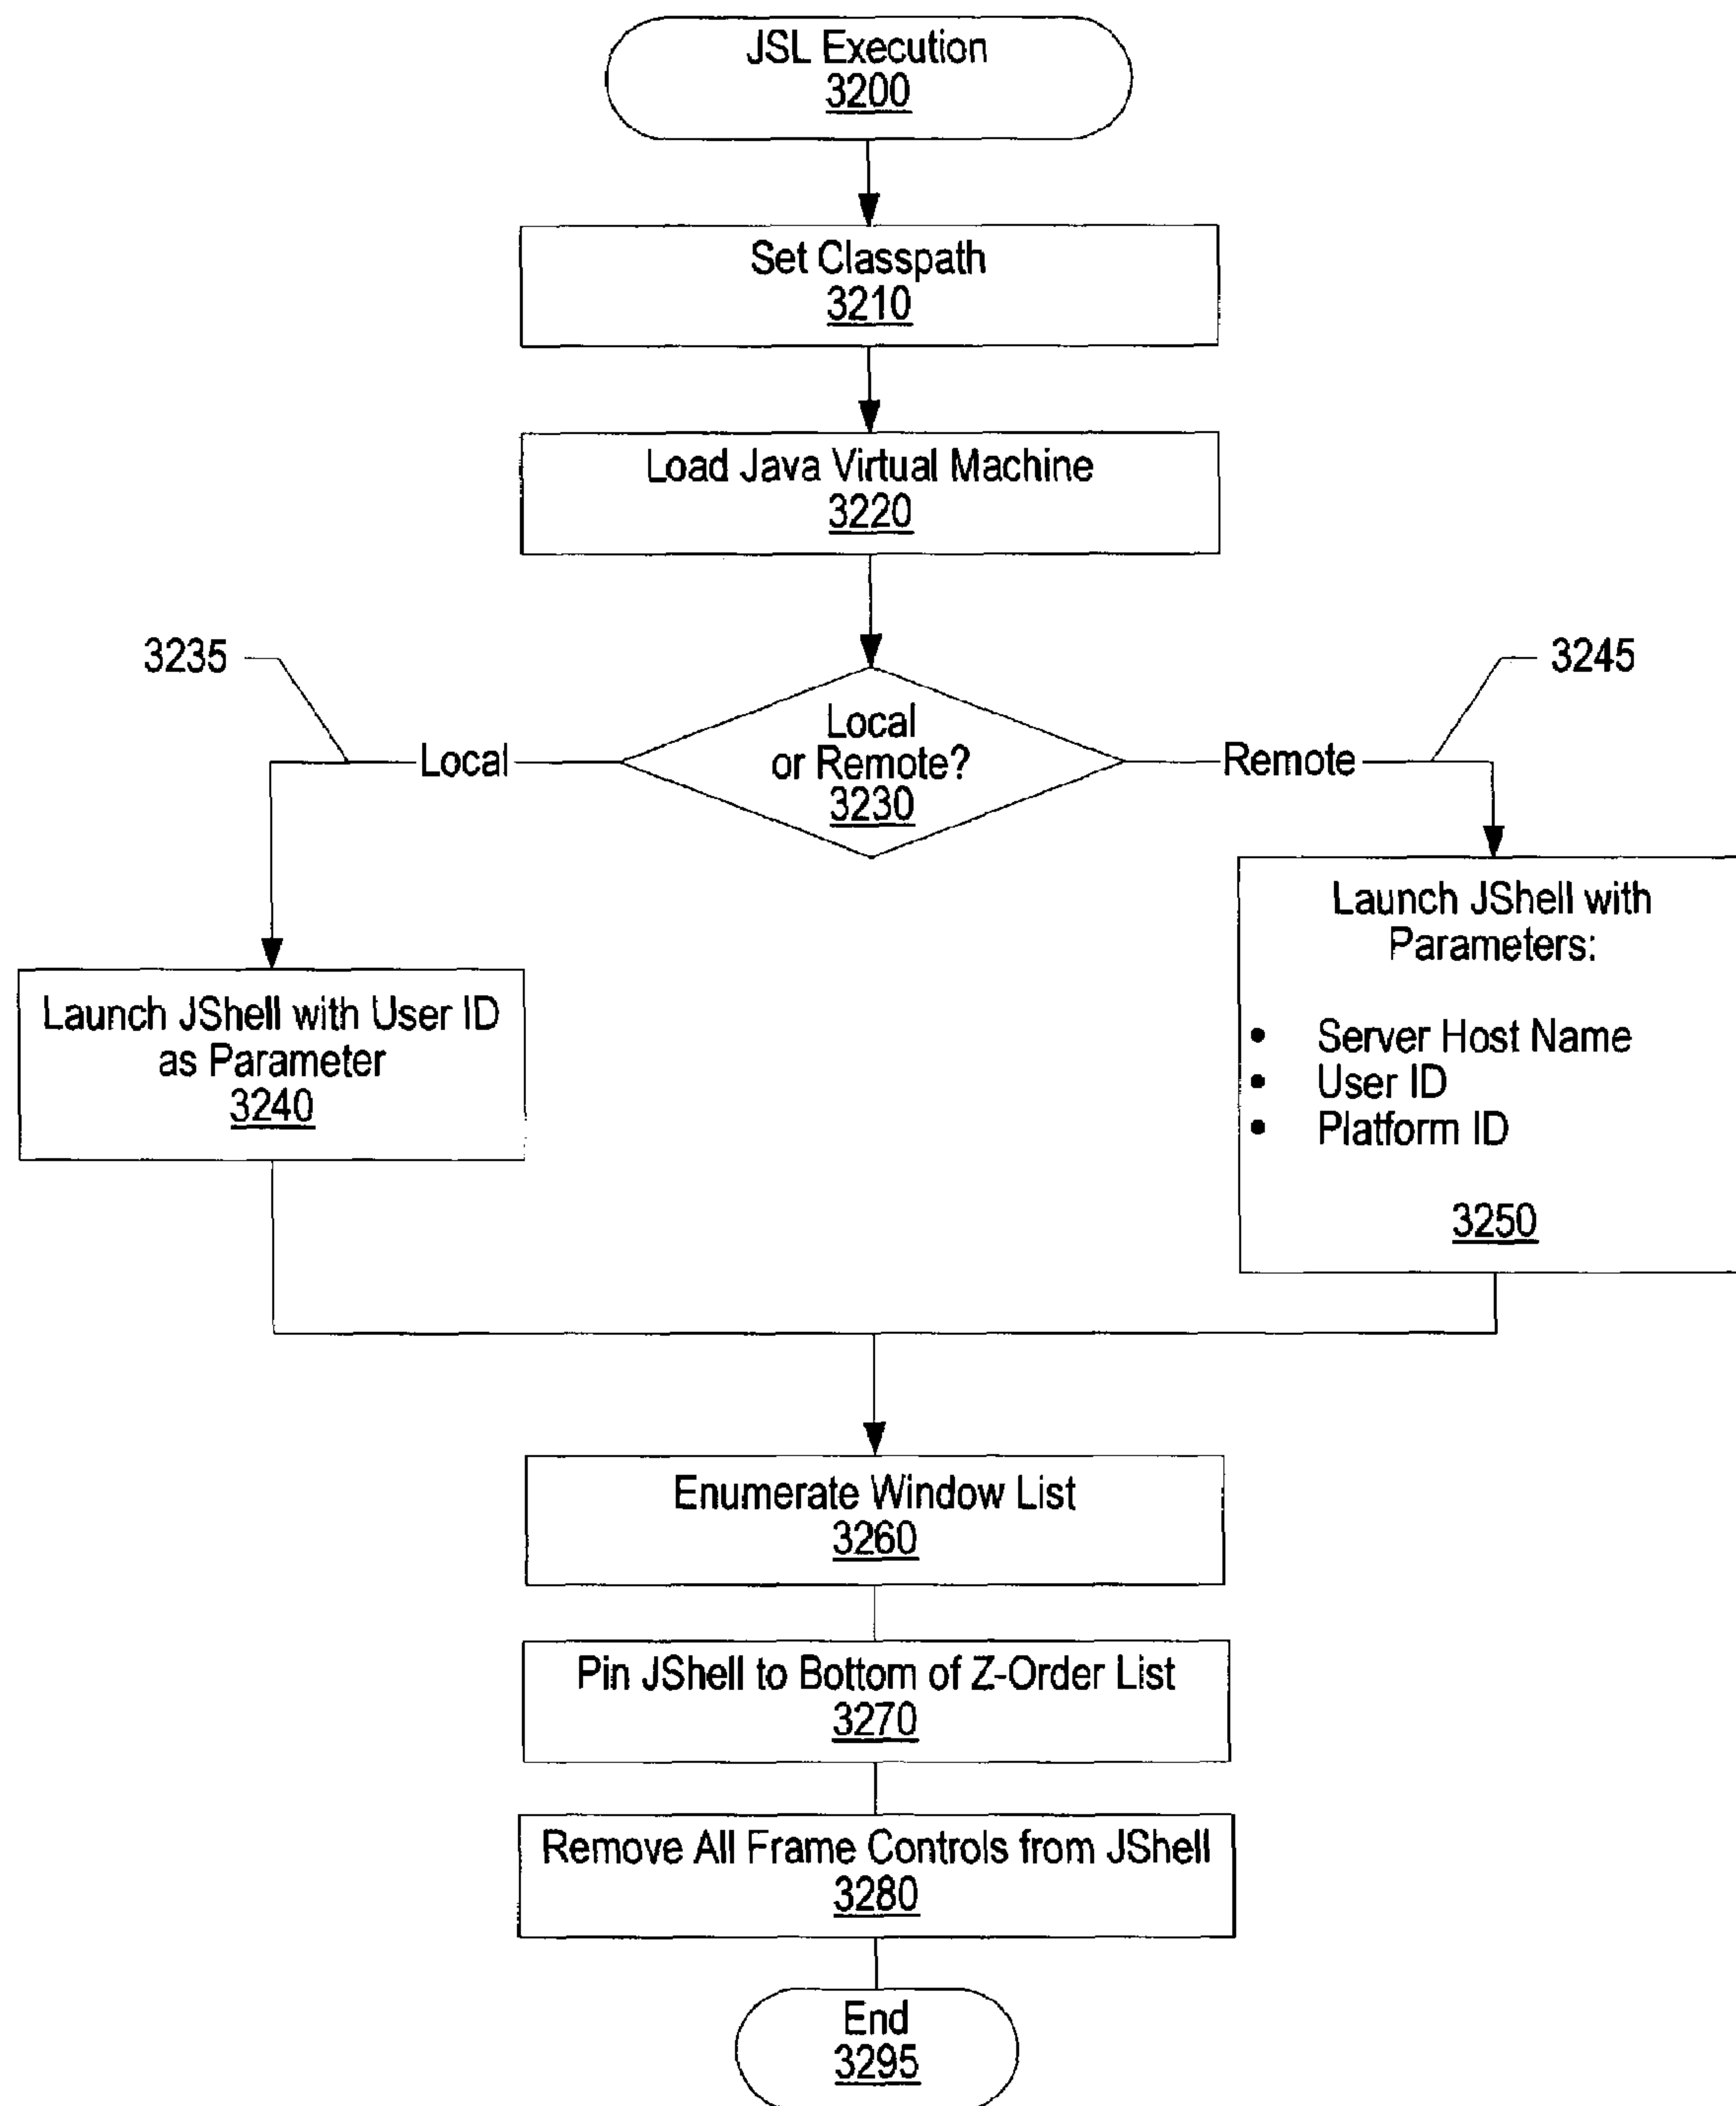 JSL Execution
3200
Set Classpath
3210
Load Java Virtual Machine
3220
3235
3245
Local
or Remote?
3230
Local
Remote
Launch JShell with User ID
as Parameter
3240
Launch JShell with
Parameters:
• Server Host Name
• User ID
• Platform ID
3250
Enumerate Window List
3260
Pin JShell to Bottom of Z-Order List
3270
Remove All Frame Controls from JShell
3280
End
3295